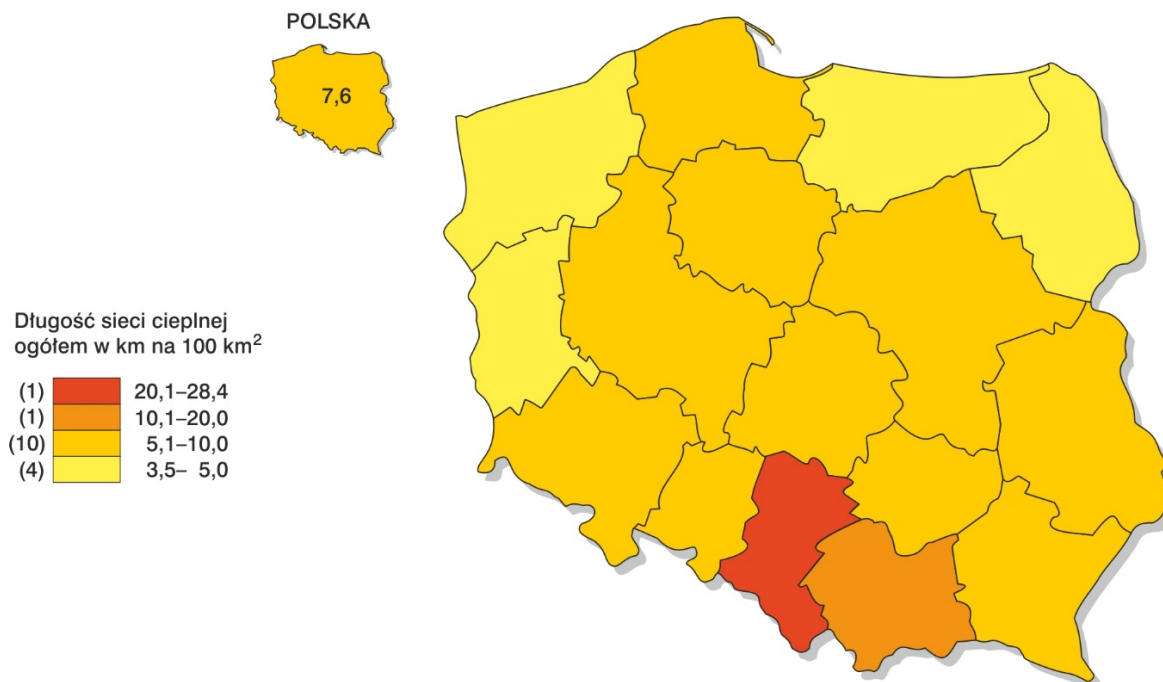 POLSKA
7,6
Długość sieci cieplnej
ogółem w km na 100 km²
(1) 20,1–28,4
(1) 10,1–20,0
(10) 5,1–10,0
(4) 3,5– 5,0